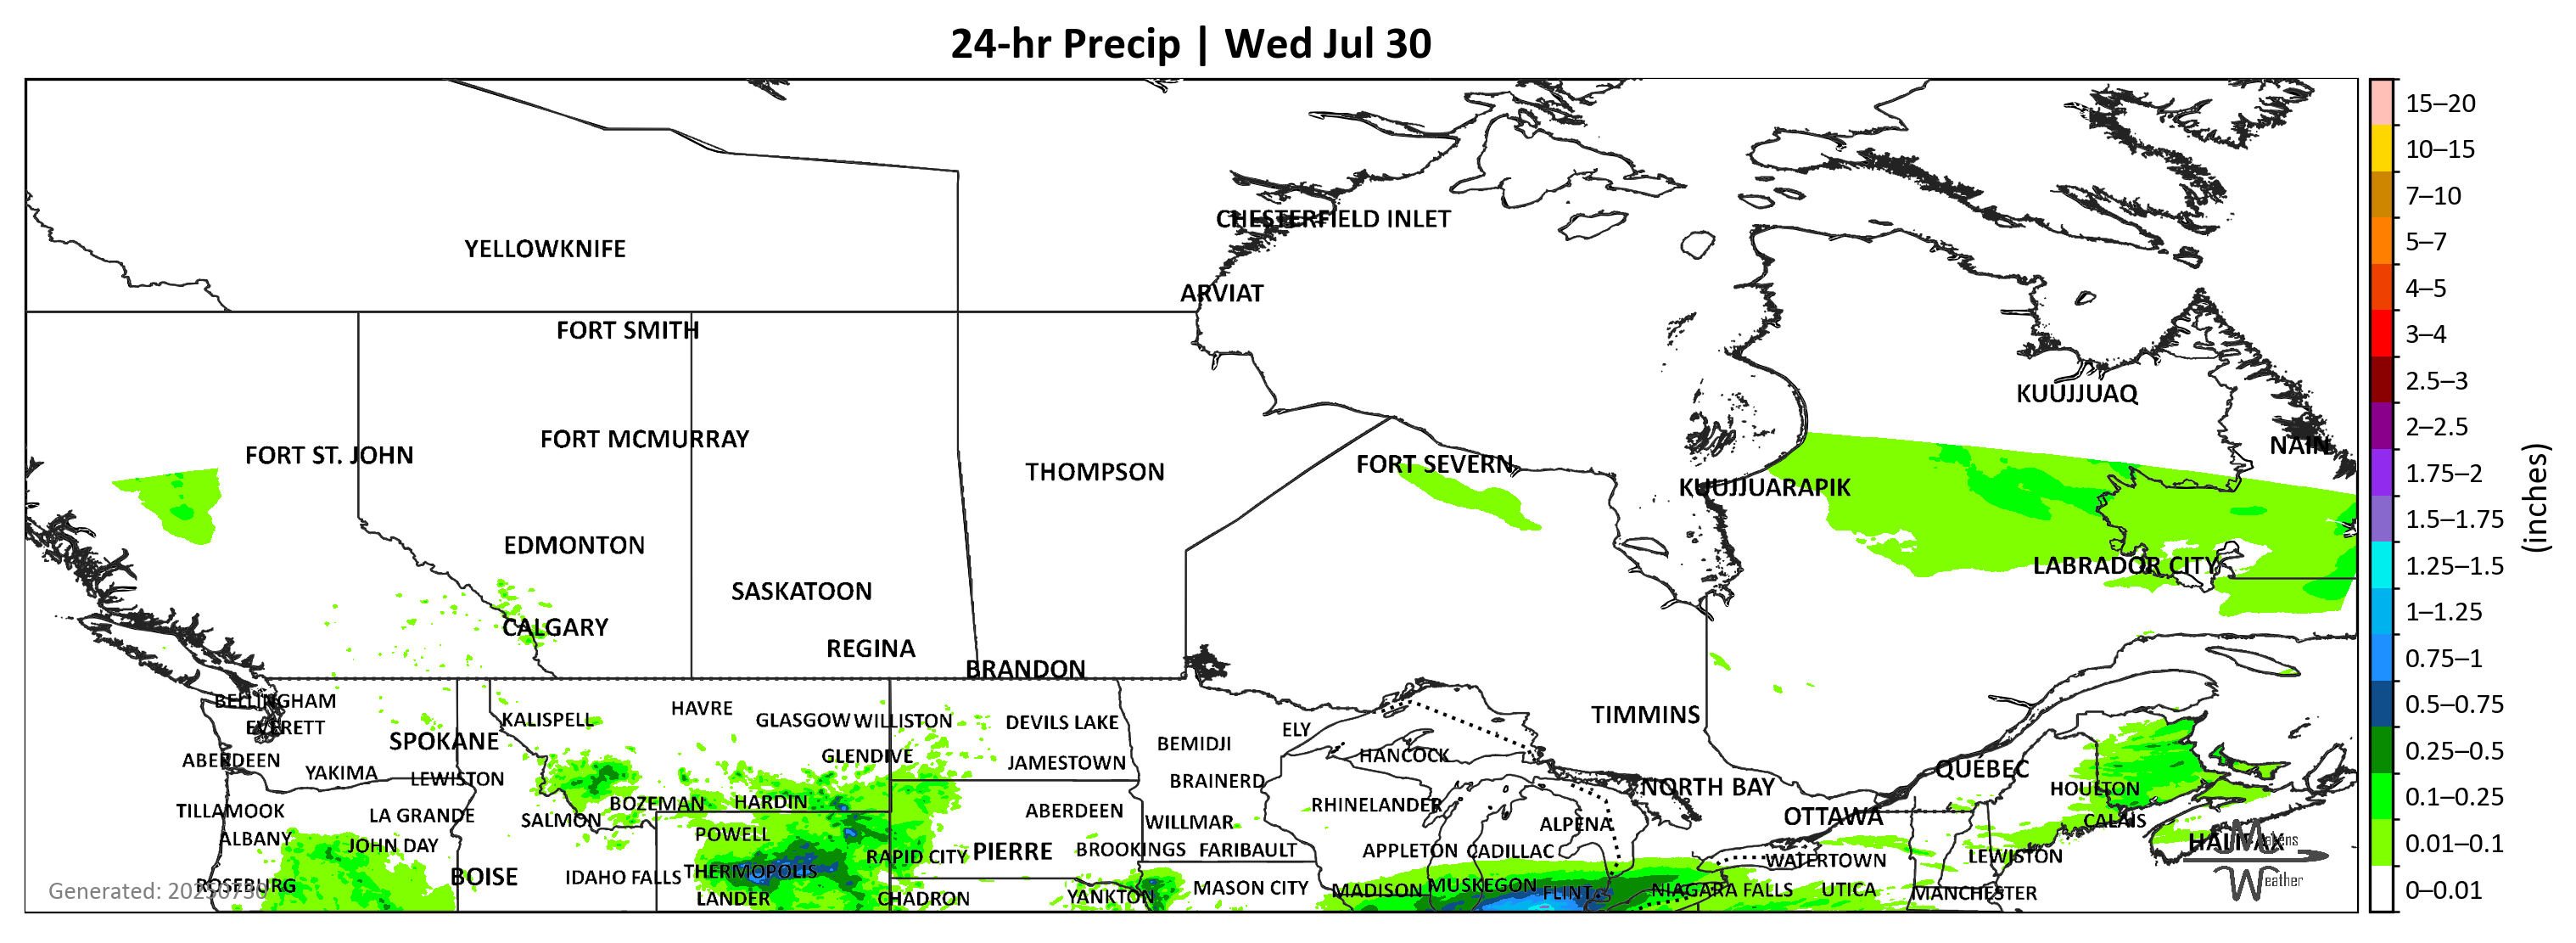 24-hr Precip | Wed Jul 30
CHESTERFIELD INLET
YELLOWKNIFE
ARVIAT
FORT SMITH
KUUJJUAQ
FORT MCMURRAY
NAIN
FORT ST. JOHN
FORT SEVERN
THOMPSON
KUUJJUARAPIK
EDMONTON
LABRADOR CITY
SASKATOON
CALGARY
REGINA
BRANDON
BELLINGHAM
HAVRE
KALISPELL
GLASGOW WILLISTON
DEVILS LAKE
TIMMINS
EVERETT
ELY
SPOKANE
BEMIDJI
GLENDIVE
HANCOCK
ABERDEEN
JAMESTOWN
QUÉBEC
YAKIMA
LEWISTON
BRAINERD
NORTH BAY
HOULTON
BOZEMAN
HARDIN
RHINELANDER
TILLAMOOK
ABERDEEN
LA GRANDE
OTTAWA
SALMON
WILLMAR
ALPENA
CALAIS
POWELL
ALBANY
JOHN DAY
HALIFAX
RAPID CITY
PIERRE
BROOKINGS
FARIBAULT
APPLETON
CADILLAC
WATERTOWN
LEWISTON
THERMOPOLIS
BOISE
IDAHO FALLS
ROSEBURG
MASON CITY
MADISON
MUSKEGON
FLINT
NIAGARA FALLS
UTICA
MANCHESTER
LANDER
CHADRON
YANKTON
Generated: 20250730
Weather
15–20
10–15
7–10
5–7
4–5
3–4
2.5–3
2–2.5
1.75–2
1.5–1.75
1.25–1.5
1–1.25
0.75–1
0.5–0.75
0.25–0.5
0.1–0.25
0.01–0.1
0–0.01
(inches)